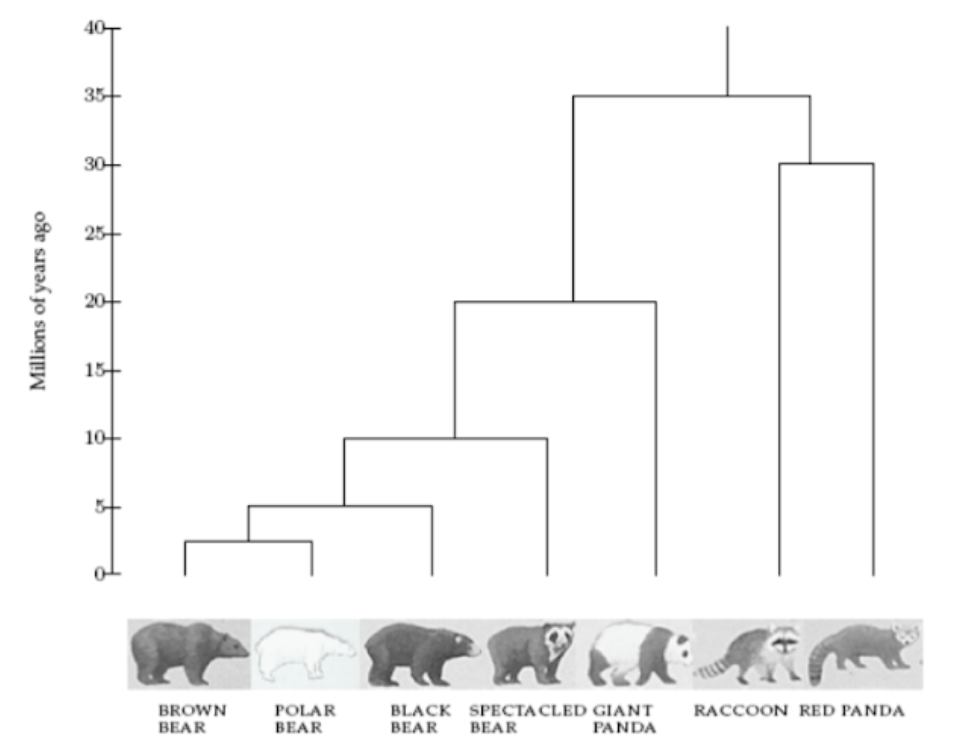 40
35
30
25
20
15
10
5
0
Millions of years ago
BROWN BEAR
POLAR BEAR
BLACK BEAR
SPECTACLED BEAR
GIANT PANDA
RACCOON
RED PANDA